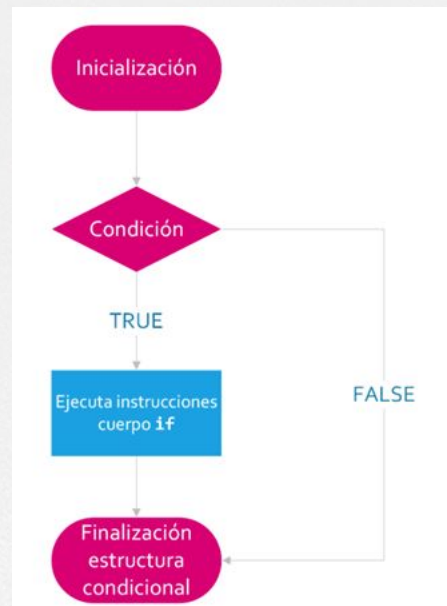 Inicialización
Condición
TRUE
Ejecuta instrucciones
cuerpo if
FALSE
Finalización
estructura
condicional